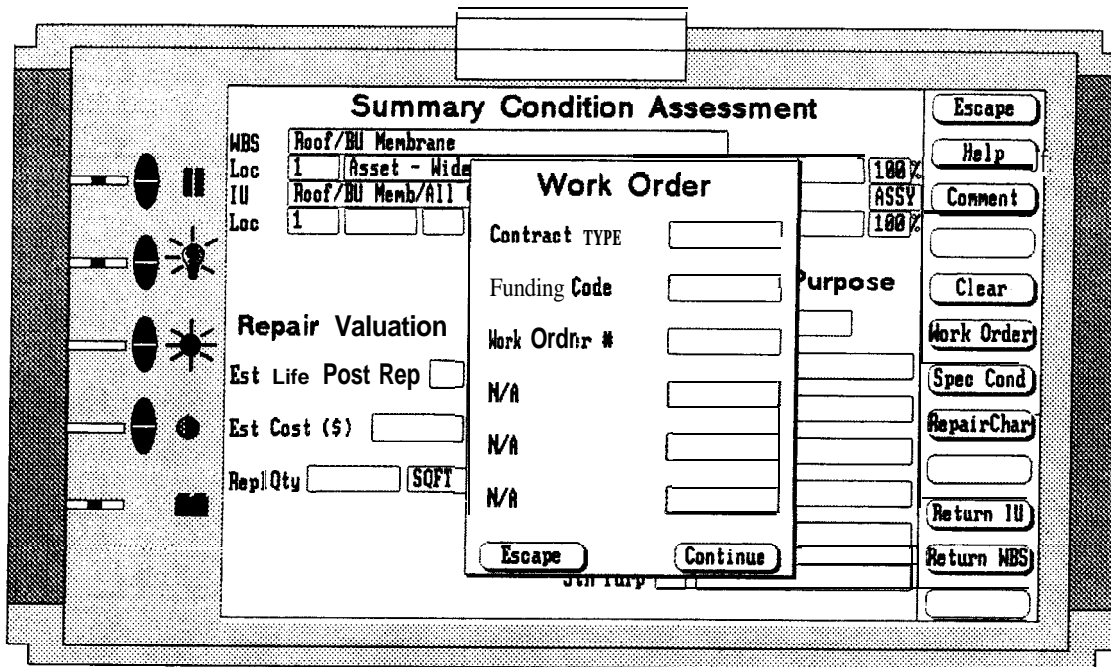 Summary Condition Assessment
WBS Roof/BU Membrane
Loc 1 Asset - Wide 100 %
IU Roof/BU Memb/All ASSY
Loc 1 100 %
Purpose
Repair Valuation
Est Life Post Rep
Est Cost ($)
Repl Qty SQFT
Work Order
Contract TYPE
Funding Code
Work Ordnr #
N/A
N/A
N/A
Escape Continue
Escape
Help
Comment
Clear
Work Order
Spec Cond
RepairChar
Return IU
Return WBS